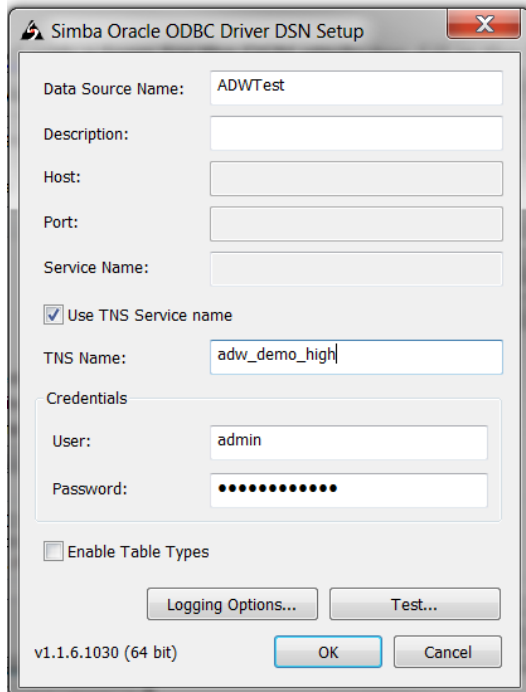 Simba Oracle ODBC Driver DSN Setup
Data Source Name: ADWTest
Description:
Host:
Port:
Service Name:
Use TNS Service name
TNS Name: adw_demo_high
Credentials
User: admin
Password: ●●●●●●●●●●●●
Enable Table Types
Logging Options... Test...
v1.1.6.1030 (64 bit) OK Cancel